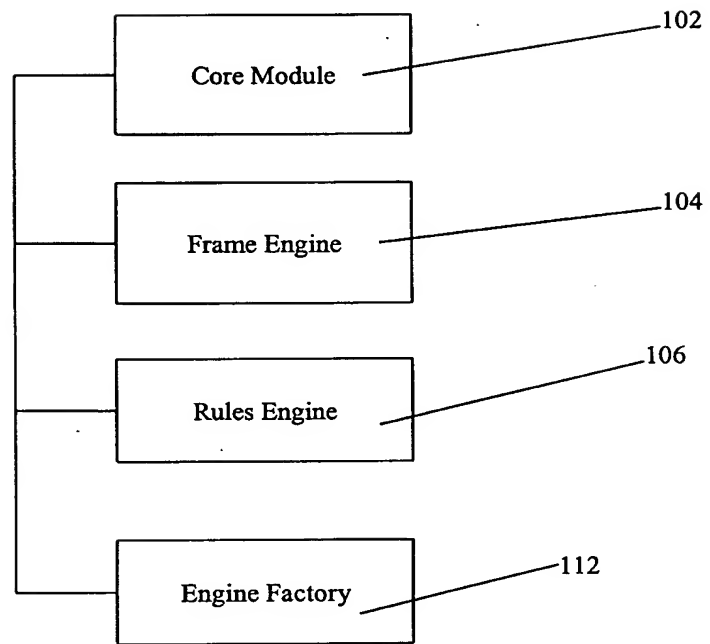 102
Core Module
104
Frame Engine
106
Rules Engine
112
Engine Factory